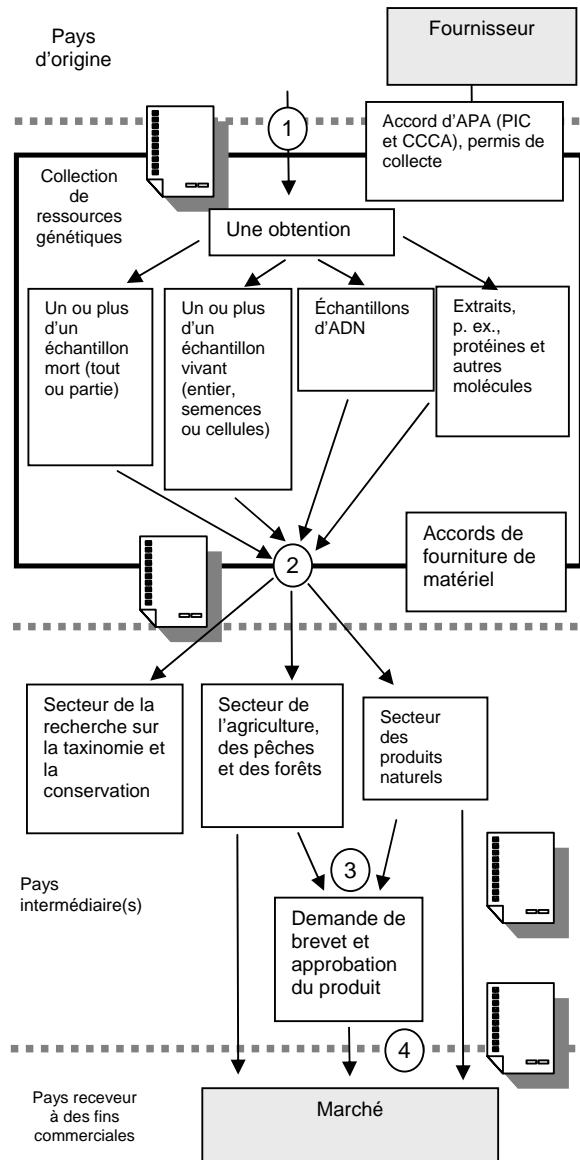 Pays
d'origine
Fournisseur
1
Accord d'APA (PIC
et CCCA), permis de
collecte
Collection
de
ressources
génétiques
Une obtention
Un ou plus
d'un
échantillon
mort (tout
ou partie)
Un ou plus
d'un
échantillon
vivant
(entier,
semences
ou cellules)
Échantillons
d'ADN
Extraits,
p. ex.,
protéines et
autres
molécules
Accords de
fourniture de
matériel
2
Secteur de la
recherche sur
la taxinomie et
la
conservation
Secteur de
l'agriculture,
des pêches
et des forêts
Secteur
des
produits
naturels
3
Pays
intermédiaire(s)
Demande de
brevet et
approbation
du produit
4
Pays receveur
à des fins
commerciales
Marché